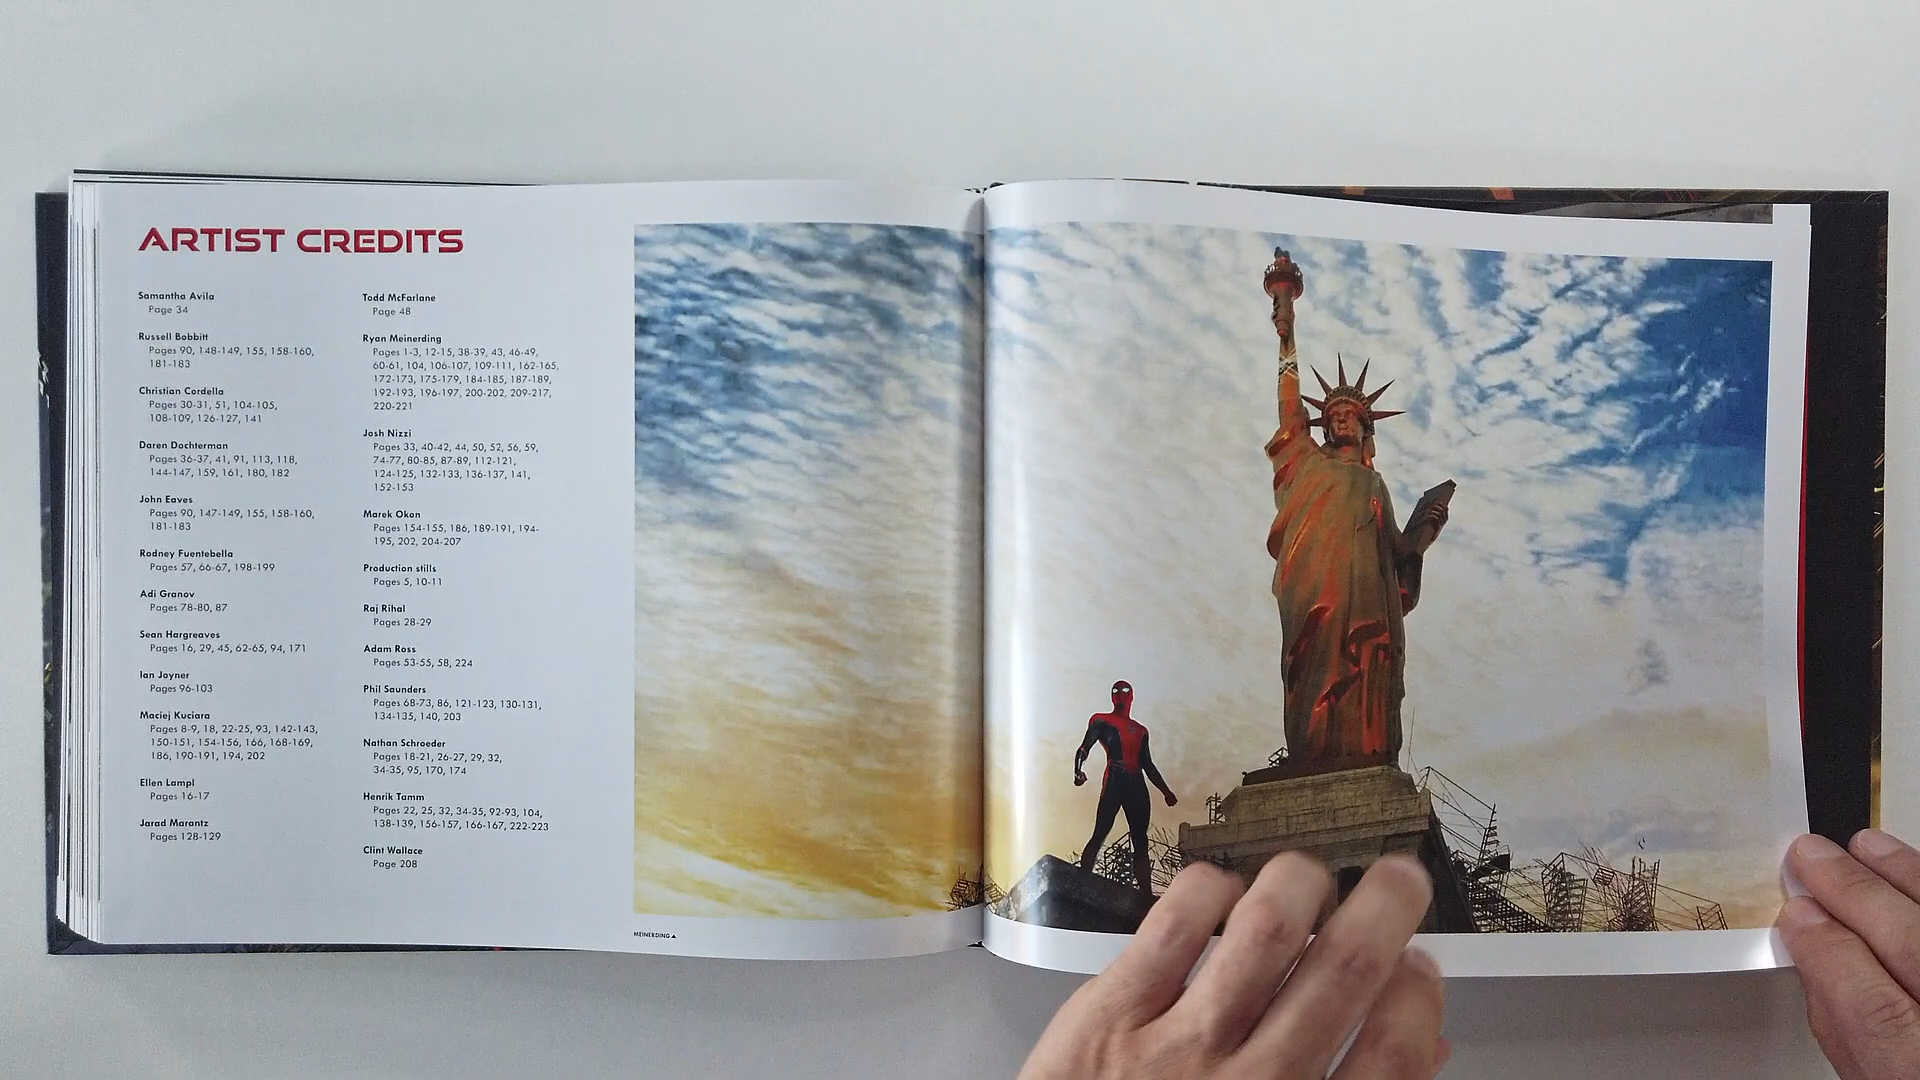 ARTIST CREDITS
Samantha Avila
Page 34
Russell Bobbitt
Pages 90, 148-149, 155, 158-160,
181-183
Christian Cordella
Pages 30-31, 51, 104-105,
108-109, 126-127, 141
Daren Dochterman
Pages 36-37, 41, 91, 113, 118,
144-147, 159, 161, 180, 182
John Eaves
Pages 90, 147-149, 155, 158-160,
181-183
Rodney Fuentebella
Pages 57, 66-67, 198-199
Adi Granov
Pages 78-80, 87
Sean Hargreaves
Pages 16, 29, 45, 62-65, 94, 171
Ian Joyner
Pages 96-103
Maciej Kuciara
Pages 8-9, 18, 22-25, 93, 142-143,
150-151, 154-156, 166, 168-169,
186, 190-191, 194, 202
Ellen Lampl
Pages 16-17
Jarad Marantz
Pages 128-129
Todd McFarlane
Page 48
Ryan Meinerding
Pages 1-3, 12-15, 38-39, 43, 46-49,
60-61, 104, 106-107, 109-111, 162-165,
172-173, 175-179, 184-185, 187-189,
192-193, 196-197, 200-202, 209-217,
220-221
Josh Nizzi
Pages 33, 40-42, 44, 50, 52, 56, 59,
74-77, 80-85, 87-89, 112-121,
124-125, 132-133, 136-137, 141,
152-153
Marek Okon
Pages 154-155, 186, 189-191, 194-
195, 202, 204-207
Production stills
Pages 5, 10-11
Raj Rihal
Pages 28-29
Adam Ross
Pages 53-55, 58, 224
Phil Saunders
Pages 68-73, 86, 121-123, 130-131,
134-135, 140, 203
Nathan Schroeder
Pages 18-21, 26-27, 29, 32,
34-35, 95, 170, 174
Henrik Tamm
Pages 22, 25, 32, 34-35, 92-93, 104,
138-139, 156-157, 166-167, 222-223
Clint Wallace
Page 208
MEINERDING ▲